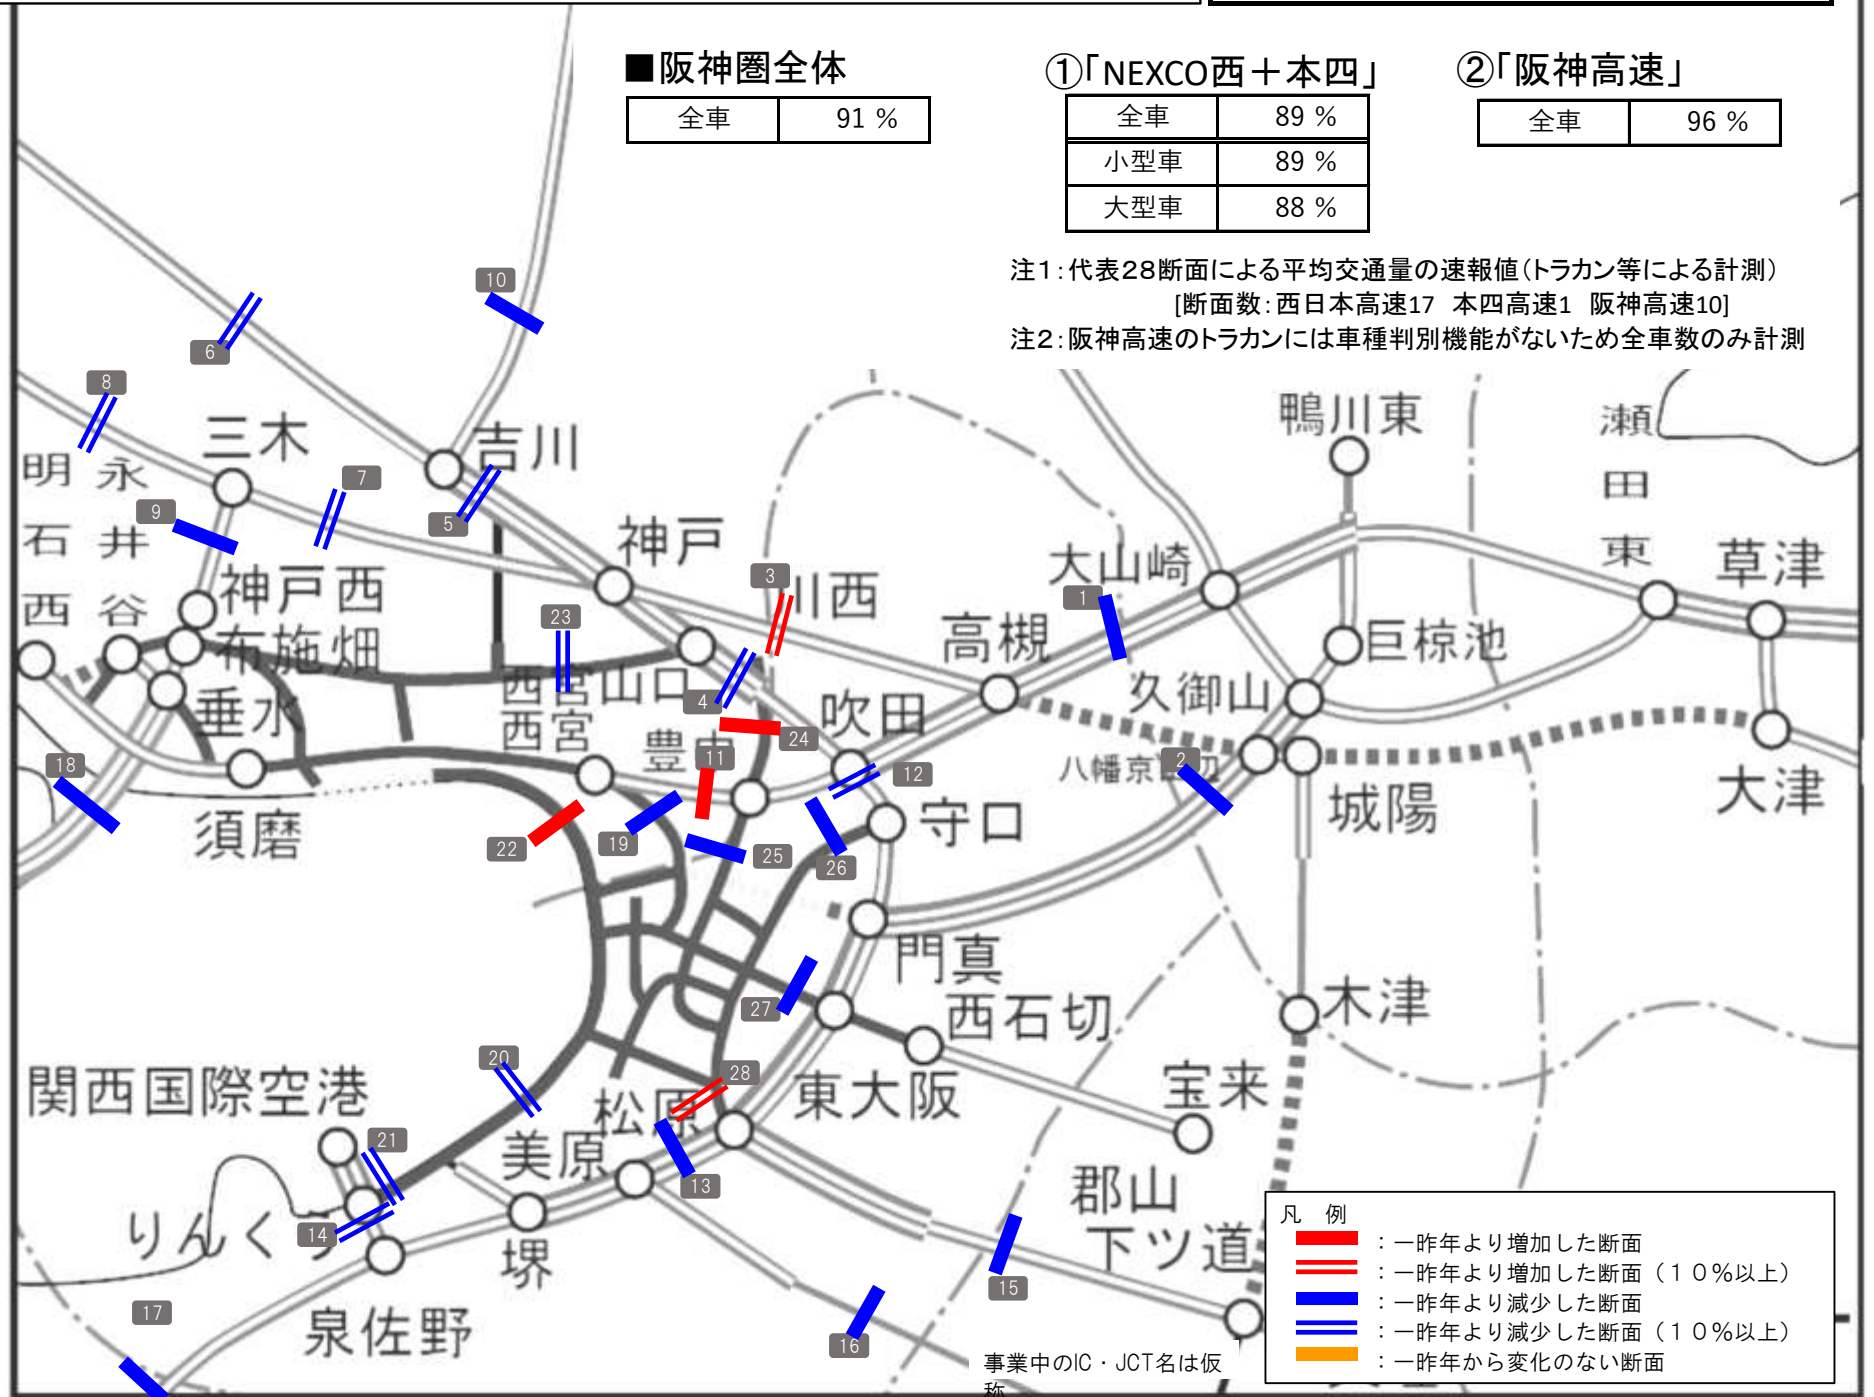 ■阪神圏全体
全車 91 %
①「NEXCO西＋本四」
全車 89 %
小型車 89 %
大型車 88 %
②「阪神高速」
全車 96 %
注1：代表28断面による平均交通量の速報値（トラカン等による計測）
[断面数：西日本高速17 本四高速1 阪神高速10]
注2：阪神高速のトラカンには車種判別機能がないため全車数のみ計測
10
6
8
三木
吉川
鴨川東
瀬田東
明石西
永井谷
7
9
5
神戸
大山崎
草津
神戸西
3
川西
1
布施畑
23
高槻
巨椋池
西宮山口
4
久御山
垂水
西宮
豊中
24
吹田
11
12
八幡京田辺
2
18
須磨
22
19
25
26
守口
城陽
大津
門真
27
西石切
木津
20
関西国際空港
28
松原
東大阪
宝来
21
美原
13
郡山
りんくう
14
下ツ道
堺
15
17
泉佐野
16
事業中のIC・JCT名は仮
称
凡 例
：一昨年より増加した断面
：一昨年より増加した断面（１０％以上）
：一昨年より減少した断面
：一昨年より減少した断面（１０％以上）
：一昨年から変化のない断面